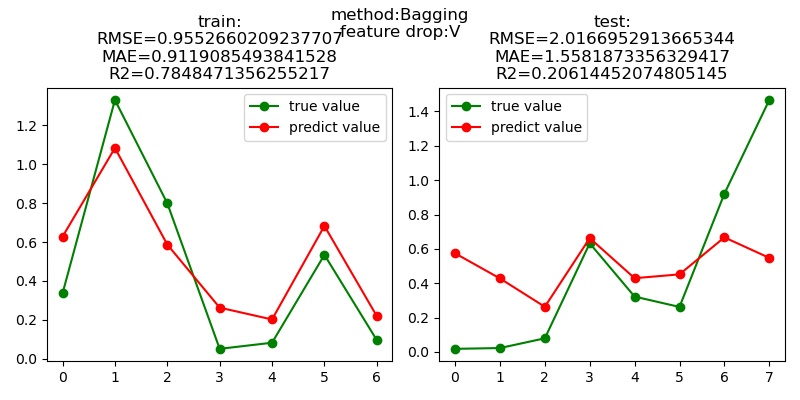 method:Bagging
feature drop:V
train:
RMSE=0.9552660209237707
MAE=0.9119085493841528
R2=0.7848471356255217
true value
predict value
1.2
1.0
0.8
0.6
0.4
0.2
0.0
0 1 2 3 4 5 6
test:
RMSE=2.0166952913665344
MAE=1.5581873356329417
R2=0.20614452074805145
true value
predict value
1.4
1.2
1.0
0.8
0.6
0.4
0.2
0.0
0 1 2 3 4 5 6 7